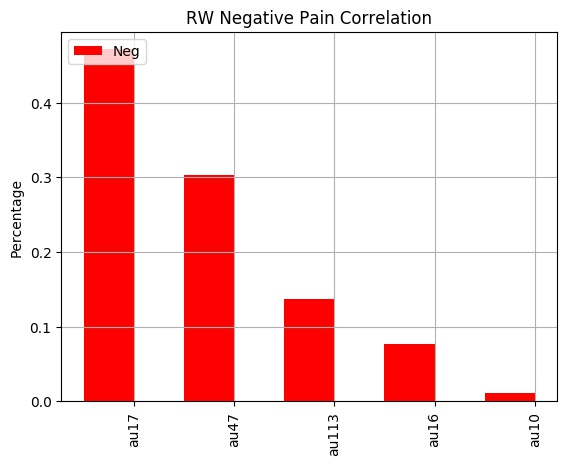 RW Negative Pain Correlation
Neg
Percentage
0.4
0.3
0.2
0.1
0.0
au17
au47
au113
au16
au10